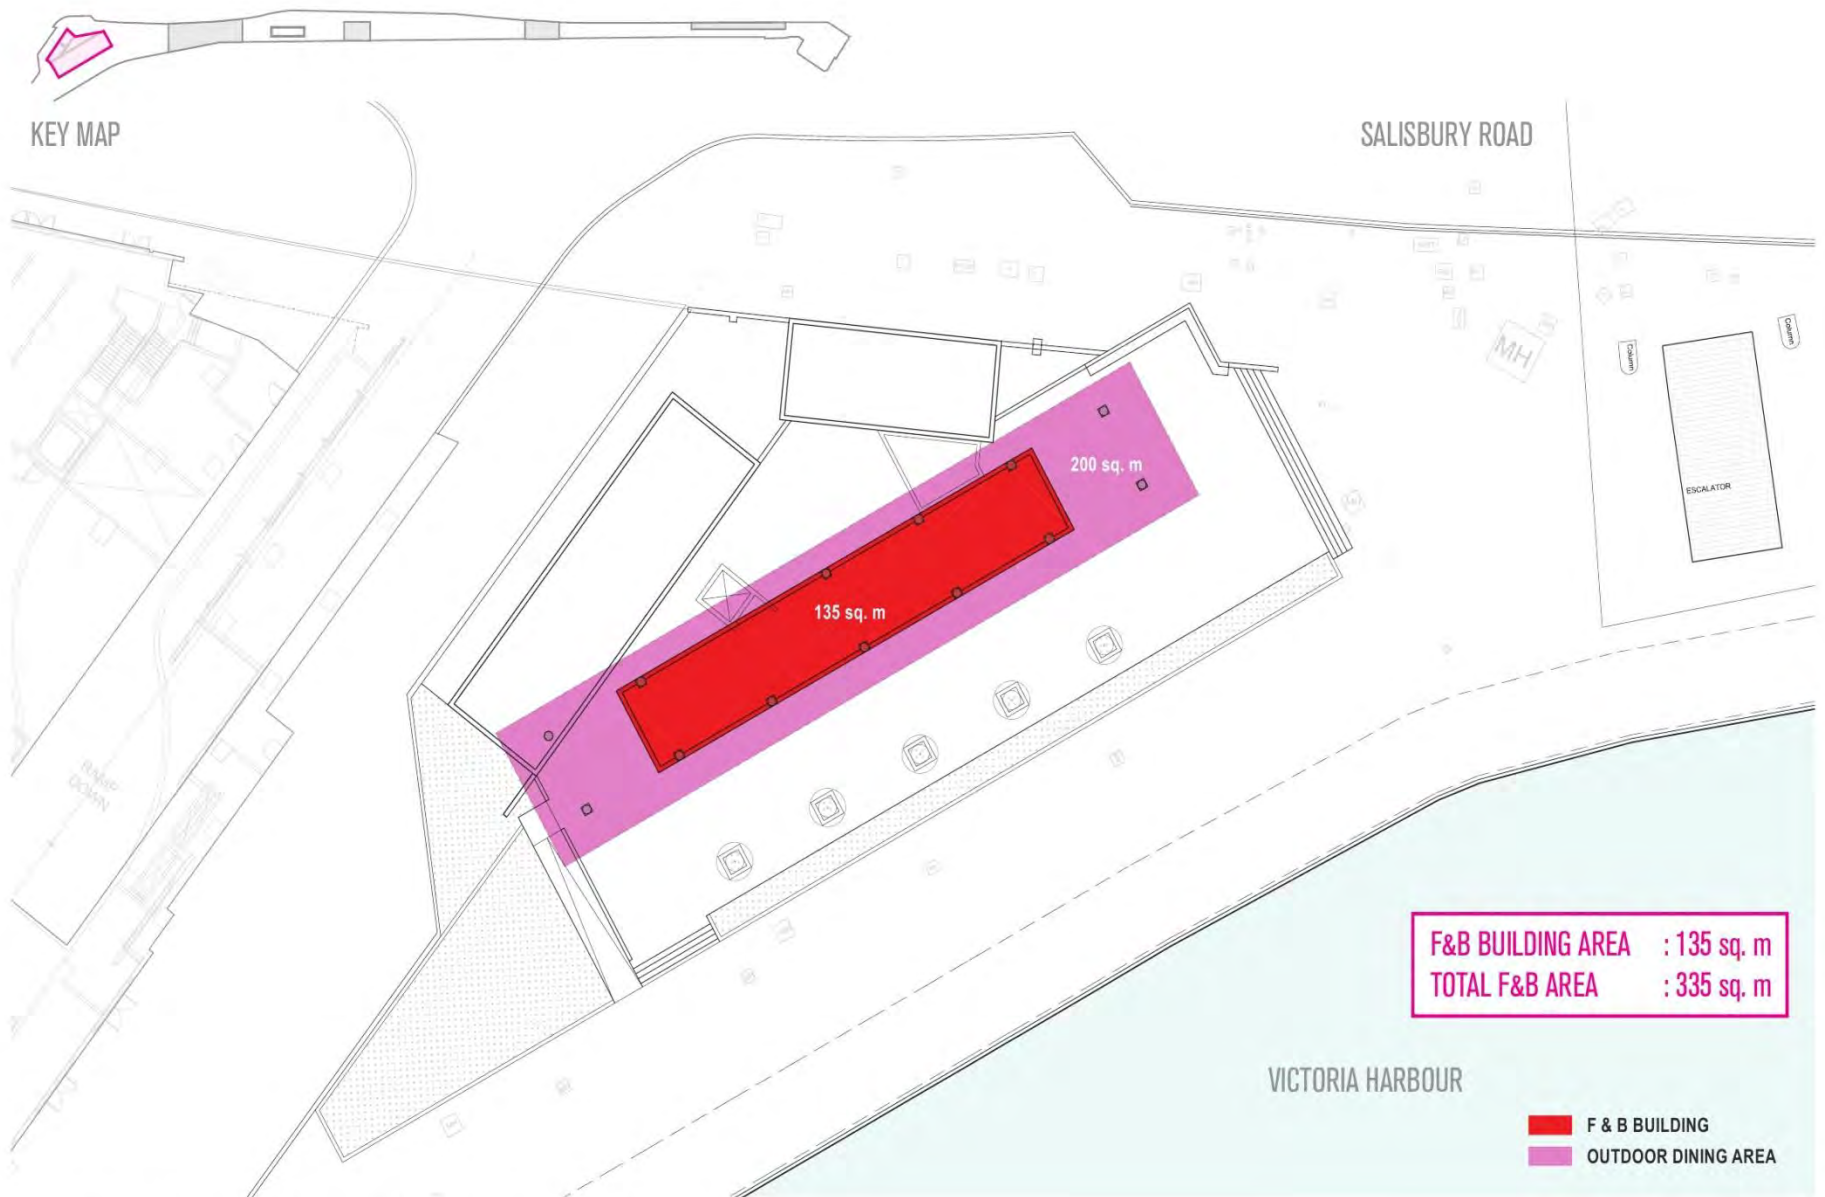 KEY MAP
SALISBURY ROAD
Column
Column
MH
200 sq. m
ESCALATOR
135 sq. m
RAMP
DOWN
F&B BUILDING AREA : 135 sq. m
TOTAL F&B AREA : 335 sq. m
VICTORIA HARBOUR
F & B BUILDING
OUTDOOR DINING AREA